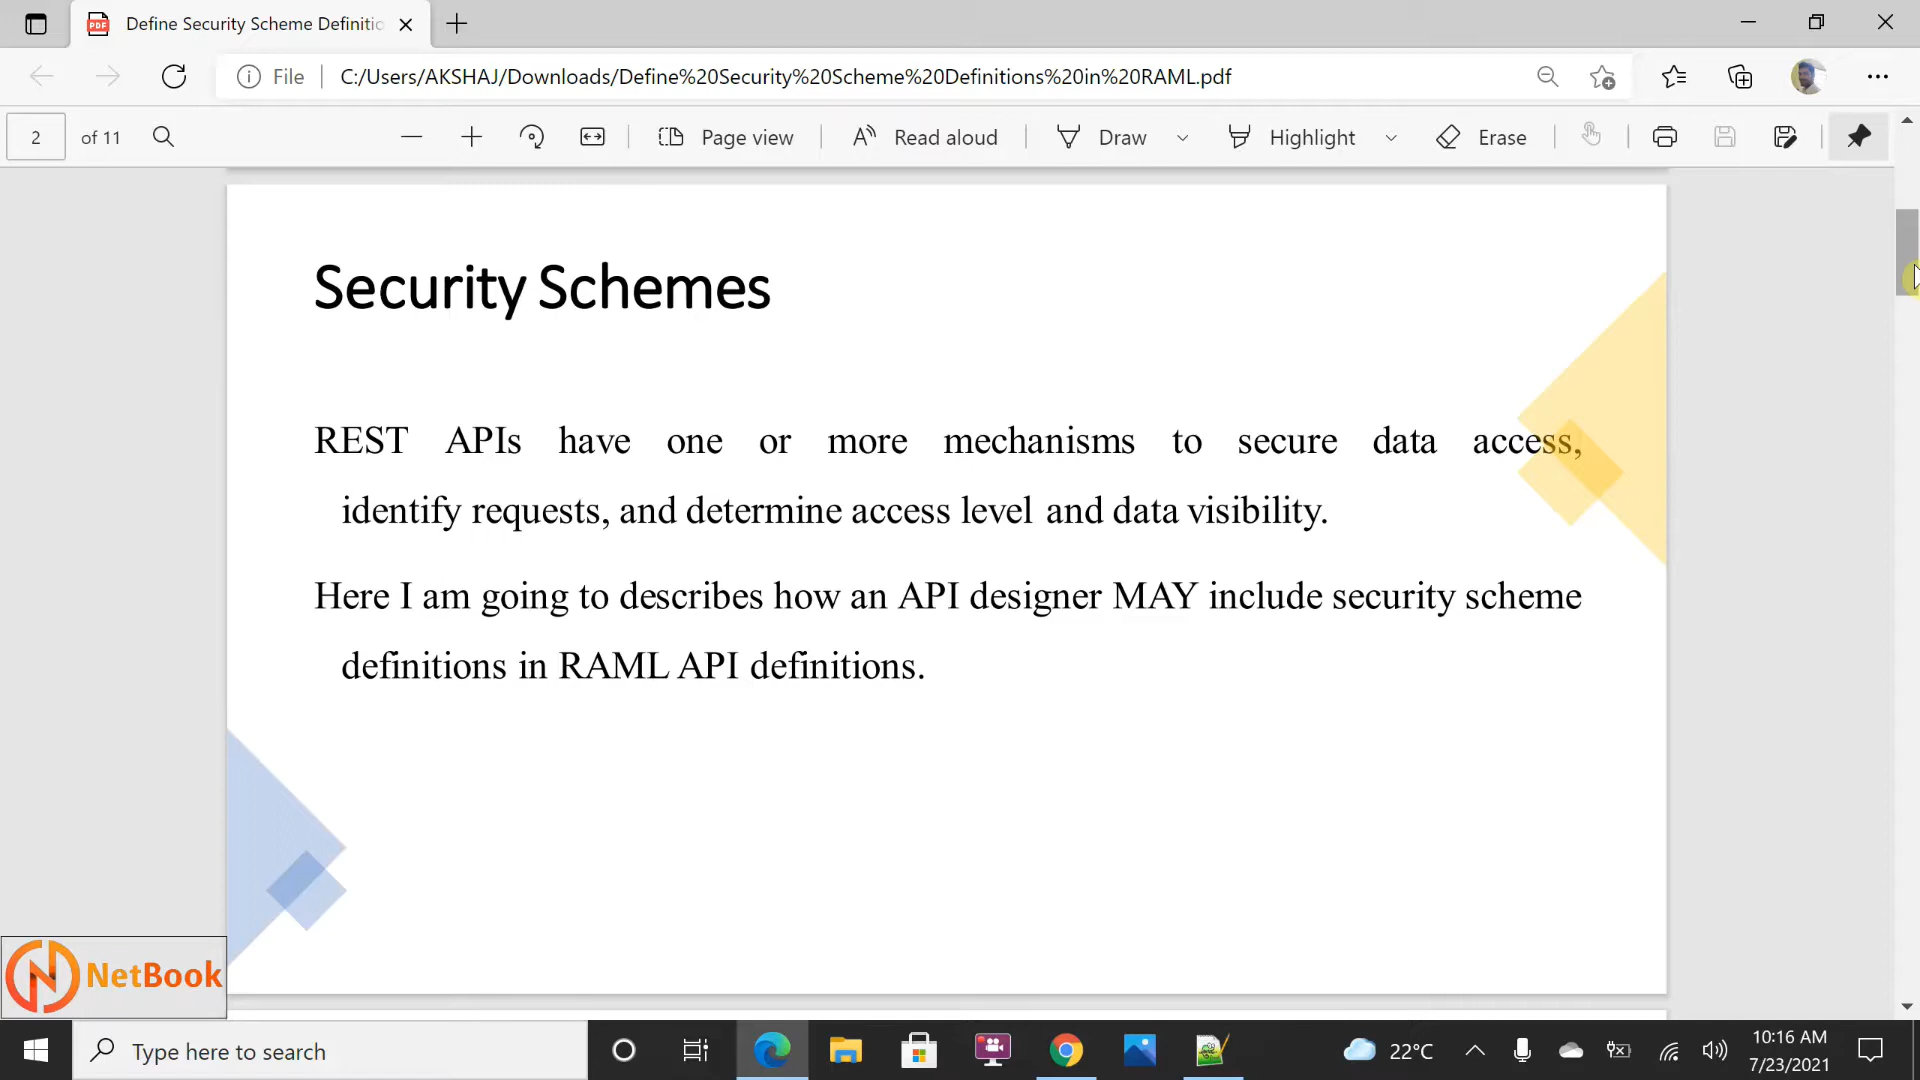 Define Security Scheme Definitio
File
C:/Users/AKSHAJ/Downloads/Define%20Security%20Scheme%20Definitions%20in%20RAML.pdf
2 of 11
Page view
Read aloud
Draw
Highlight
Erase
Security Schemes
REST APIs have one or more mechanisms to secure data access,
identify requests, and determine access level and data visibility.
Here I am going to describes how an API designer MAY include security scheme
definitions in RAML API definitions.
NetBook
Type here to search
22°C
10:16 AM
7/23/2021